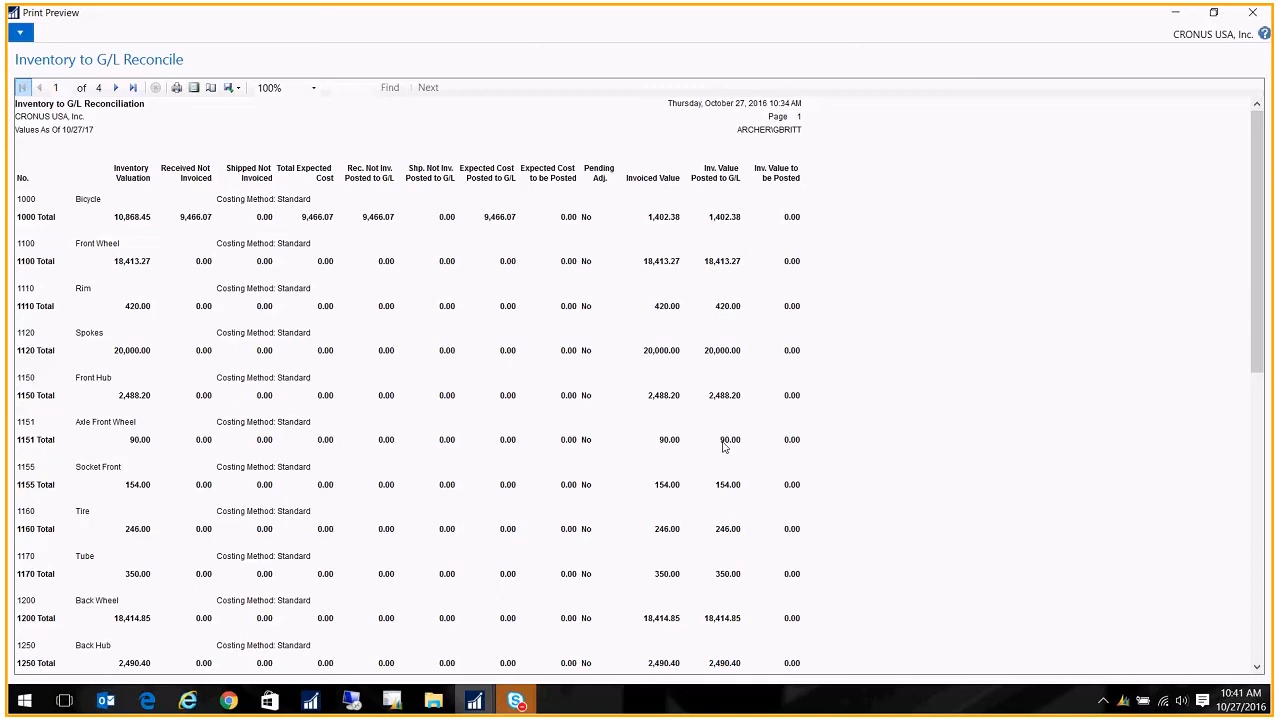 Print Preview
CRONUS USA, Inc.
Inventory to G/L Reconcile
1 of 4 100% Find Next
Inventory to G/L Reconciliation Thursday, October 27, 2016 10:34 AM
CRONUS USA, Inc. Page 1
Values As Of 10/27/17 ARCHER\GBRITT
Inventory Received Not Shipped Not Total Expected Rec. Not Inv. Shp. Not Inv. Expected Cost Expected Cost Pending Inv. Value Inv. Value to
No. Valuation Invoiced Invoiced Cost Posted to G/L Posted to G/L Posted to G/L to be Posted Adj. Invoiced Value Posted to G/L be Posted
1000 Bicycle Costing Method: Standard
1000 Total 10,868.45 9,466.07 0.00 9,466.07 9,466.07 0.00 9,466.07 0.00 No 1,402.38 1,402.38 0.00
1100 Front Wheel Costing Method: Standard
1100 Total 18,413.27 0.00 0.00 0.00 0.00 0.00 0.00 0.00 No 18,413.27 18,413.27 0.00
1110 Rim Costing Method: Standard
1110 Total 420.00 0.00 0.00 0.00 0.00 0.00 0.00 0.00 No 420.00 420.00 0.00
1120 Spokes Costing Method: Standard
1120 Total 20,000.00 0.00 0.00 0.00 0.00 0.00 0.00 0.00 No 20,000.00 20,000.00 0.00
1150 Front Hub Costing Method: Standard
1150 Total 2,488.20 0.00 0.00 0.00 0.00 0.00 0.00 0.00 No 2,488.20 2,488.20 0.00
1151 Axle Front Wheel Costing Method: Standard
1151 Total 90.00 0.00 0.00 0.00 0.00 0.00 0.00 0.00 No 90.00 90.00 0.00
1155 Socket Front Costing Method: Standard
1155 Total 154.00 0.00 0.00 0.00 0.00 0.00 0.00 0.00 No 154.00 154.00 0.00
1160 Tire Costing Method: Standard
1160 Total 246.00 0.00 0.00 0.00 0.00 0.00 0.00 0.00 No 246.00 246.00 0.00
1170 Tube Costing Method: Standard
1170 Total 350.00 0.00 0.00 0.00 0.00 0.00 0.00 0.00 No 350.00 350.00 0.00
1200 Back Wheel Costing Method: Standard
1200 Total 18,414.85 0.00 0.00 0.00 0.00 0.00 0.00 0.00 No 18,414.85 18,414.85 0.00
1250 Back Hub Costing Method: Standard
1250 Total 2,490.40 0.00 0.00 0.00 0.00 0.00 0.00 0.00 No 2,490.40 2,490.40 0.00
10:41 AM
10/27/2016